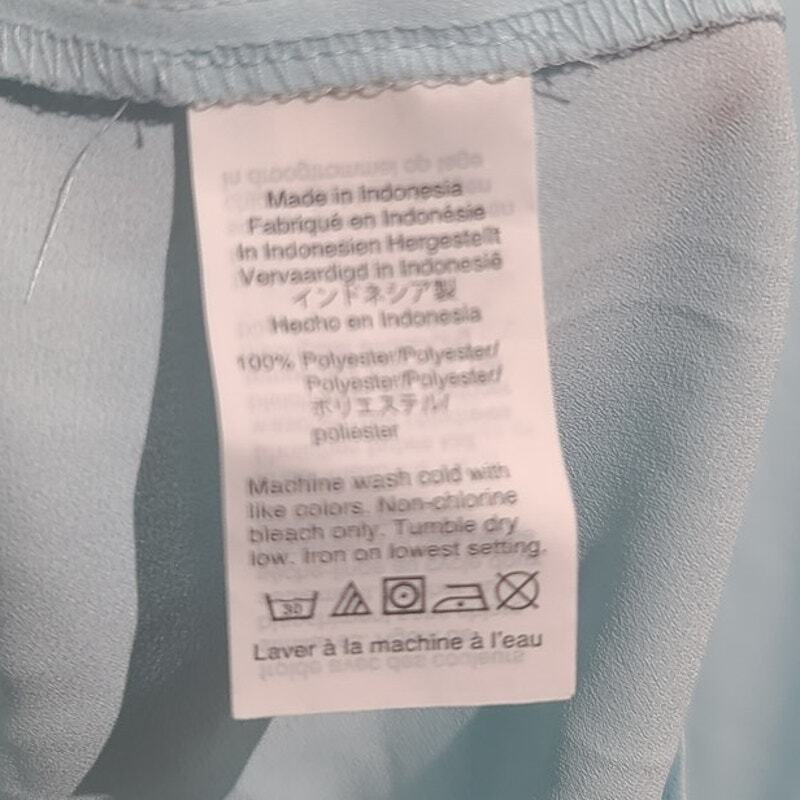 Made in Indonesia
Fabriqué en Indonésie
In Indonesien Hergestellt
Vervaardigd in Indonesië
インドネシア製
Hecho en Indonesia
100% Polyester/Polyester/
Polyester/Polyester/
ポリエステル/
poliester
Machine wash cold with
like colors. Non-chlorine
bleach only. Tumble dry
low. Iron on lowest setting.
30
Laver à la machine à l'eau